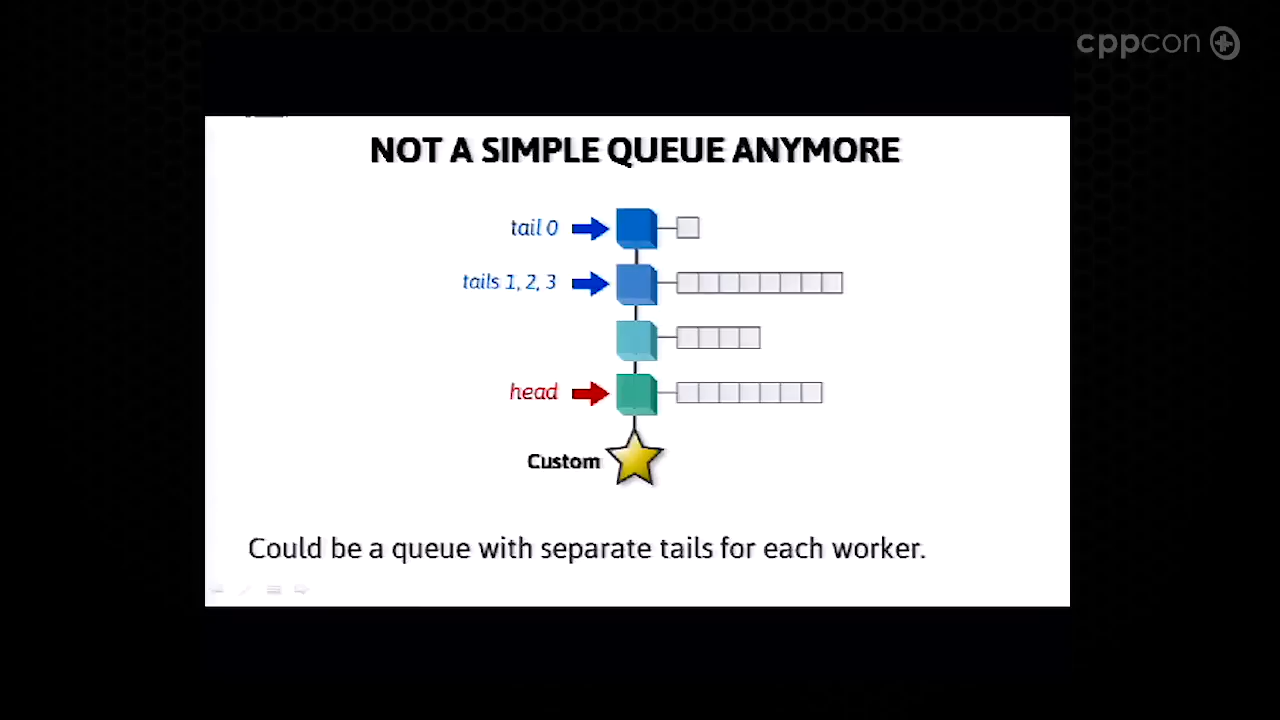 cppcon
NOT A SIMPLE QUEUE ANYMORE
tail 0
tails 1, 2, 3
head
Custom
Could be a queue with separate tails for each worker.